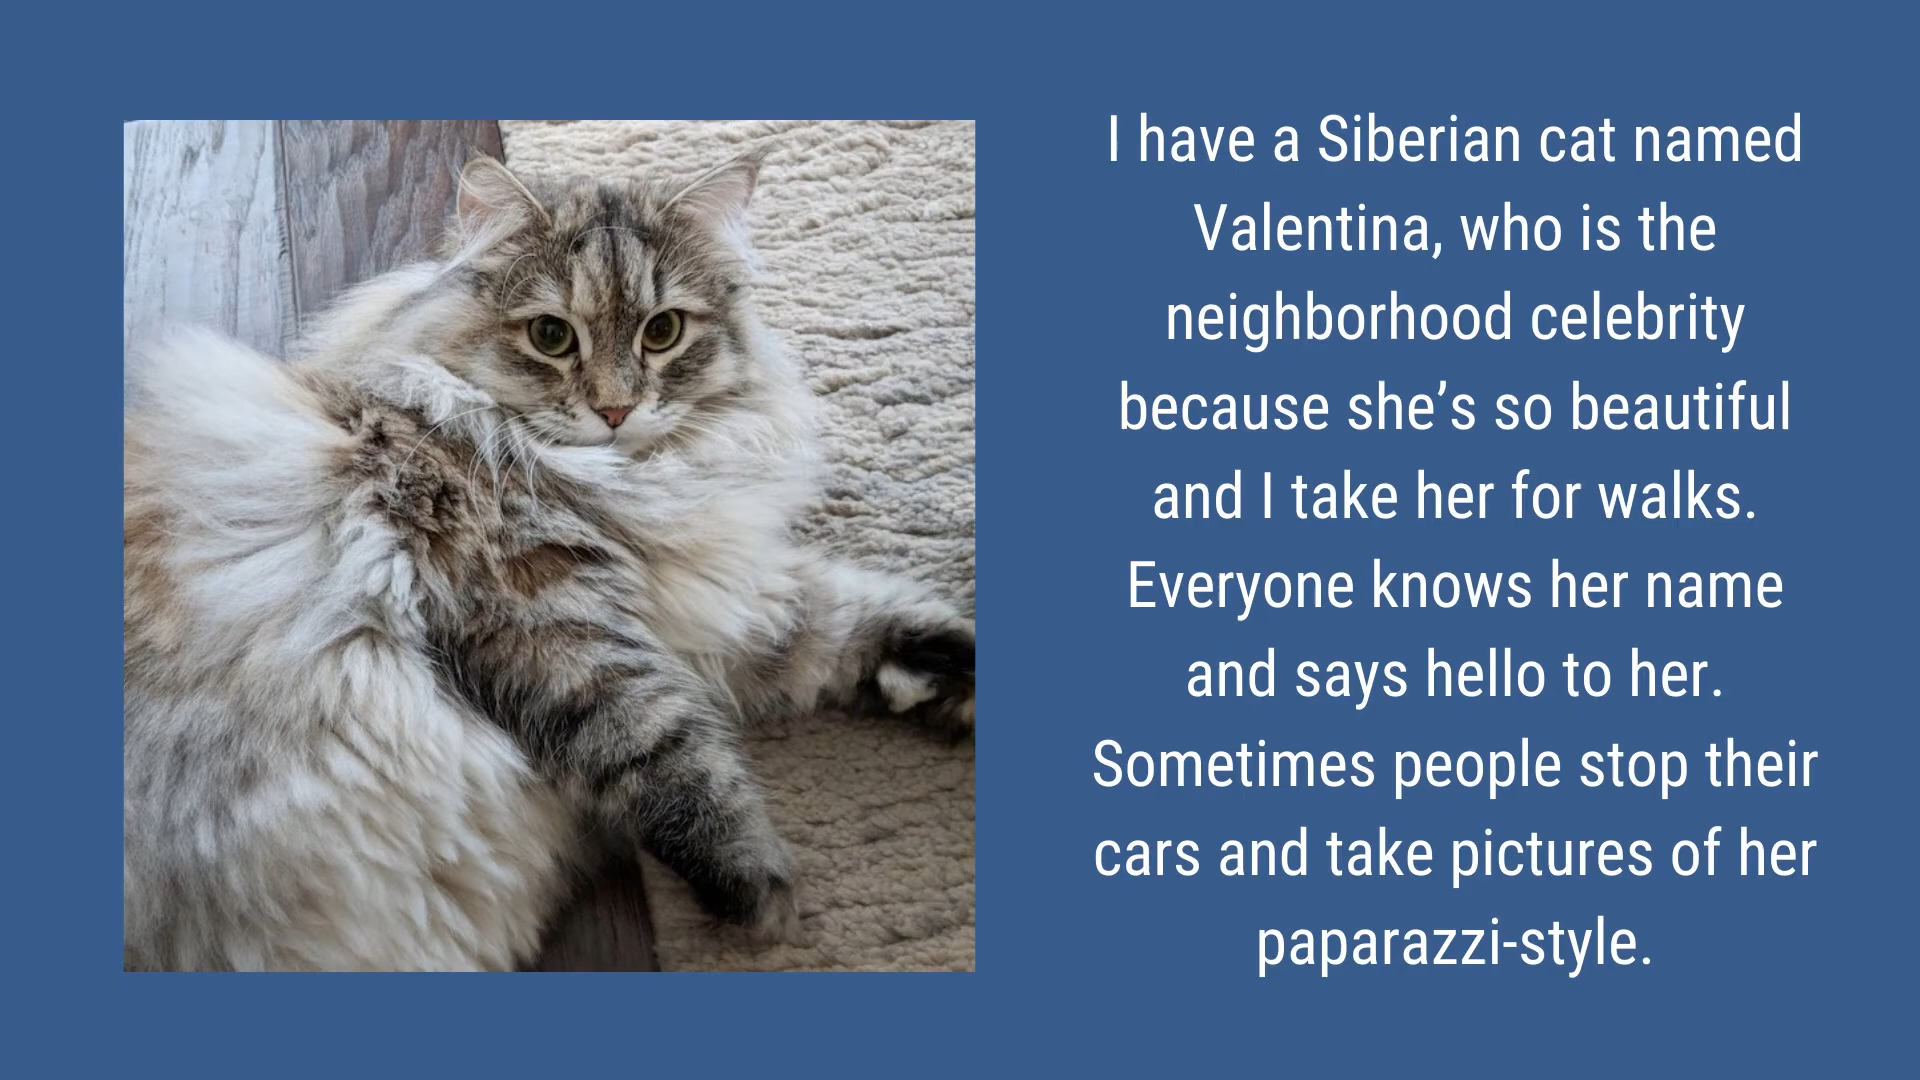 I have a Siberian cat named
Valentina, who is the
neighborhood celebrity
because she’s so beautiful
and I take her for walks.
Everyone knows her name
and says hello to her.
Sometimes people stop their
cars and take pictures of her
paparazzi-style.